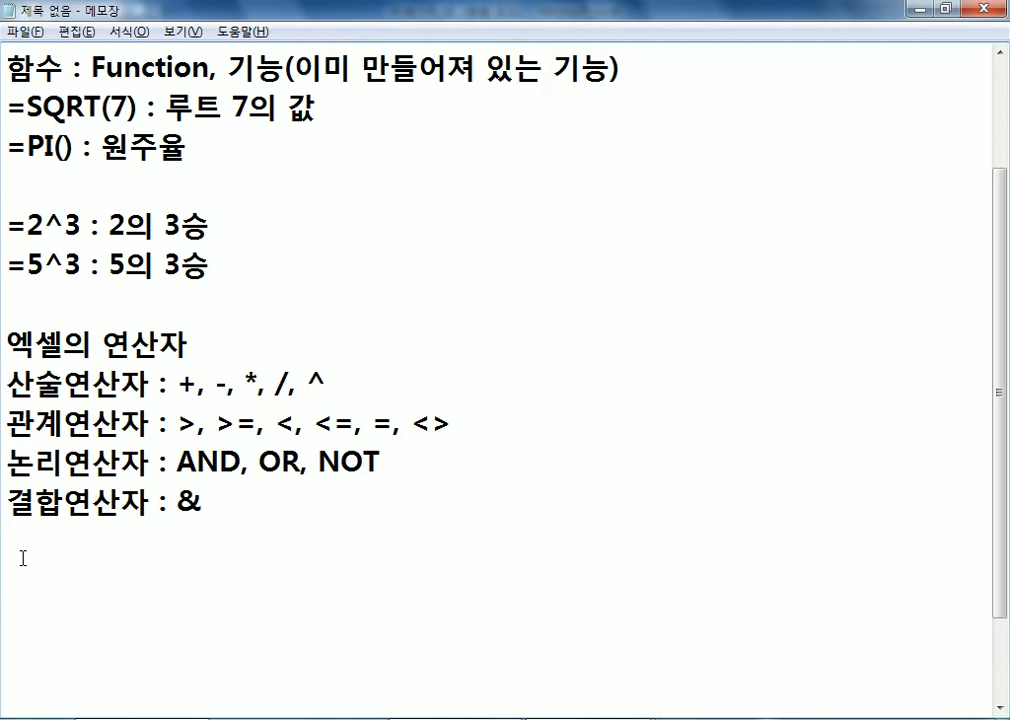 제목 없음 - 메모장
파일(F) 편집(E) 서식(O) 보기(V) 도움말(H)
함수 : Function, 기능(이미 만들어져 있는 기능)
=SQRT(7) : 루트 7의 값
=PI() : 원주율
=2^3 : 2의 3승
=5^3 : 5의 3승
엑셀의 연산자
산술연산자 : +, -, *, /, ^
관계연산자 : >, >=, <, <=, =, <>
논리연산자 : AND, OR, NOT
결합연산자 : &